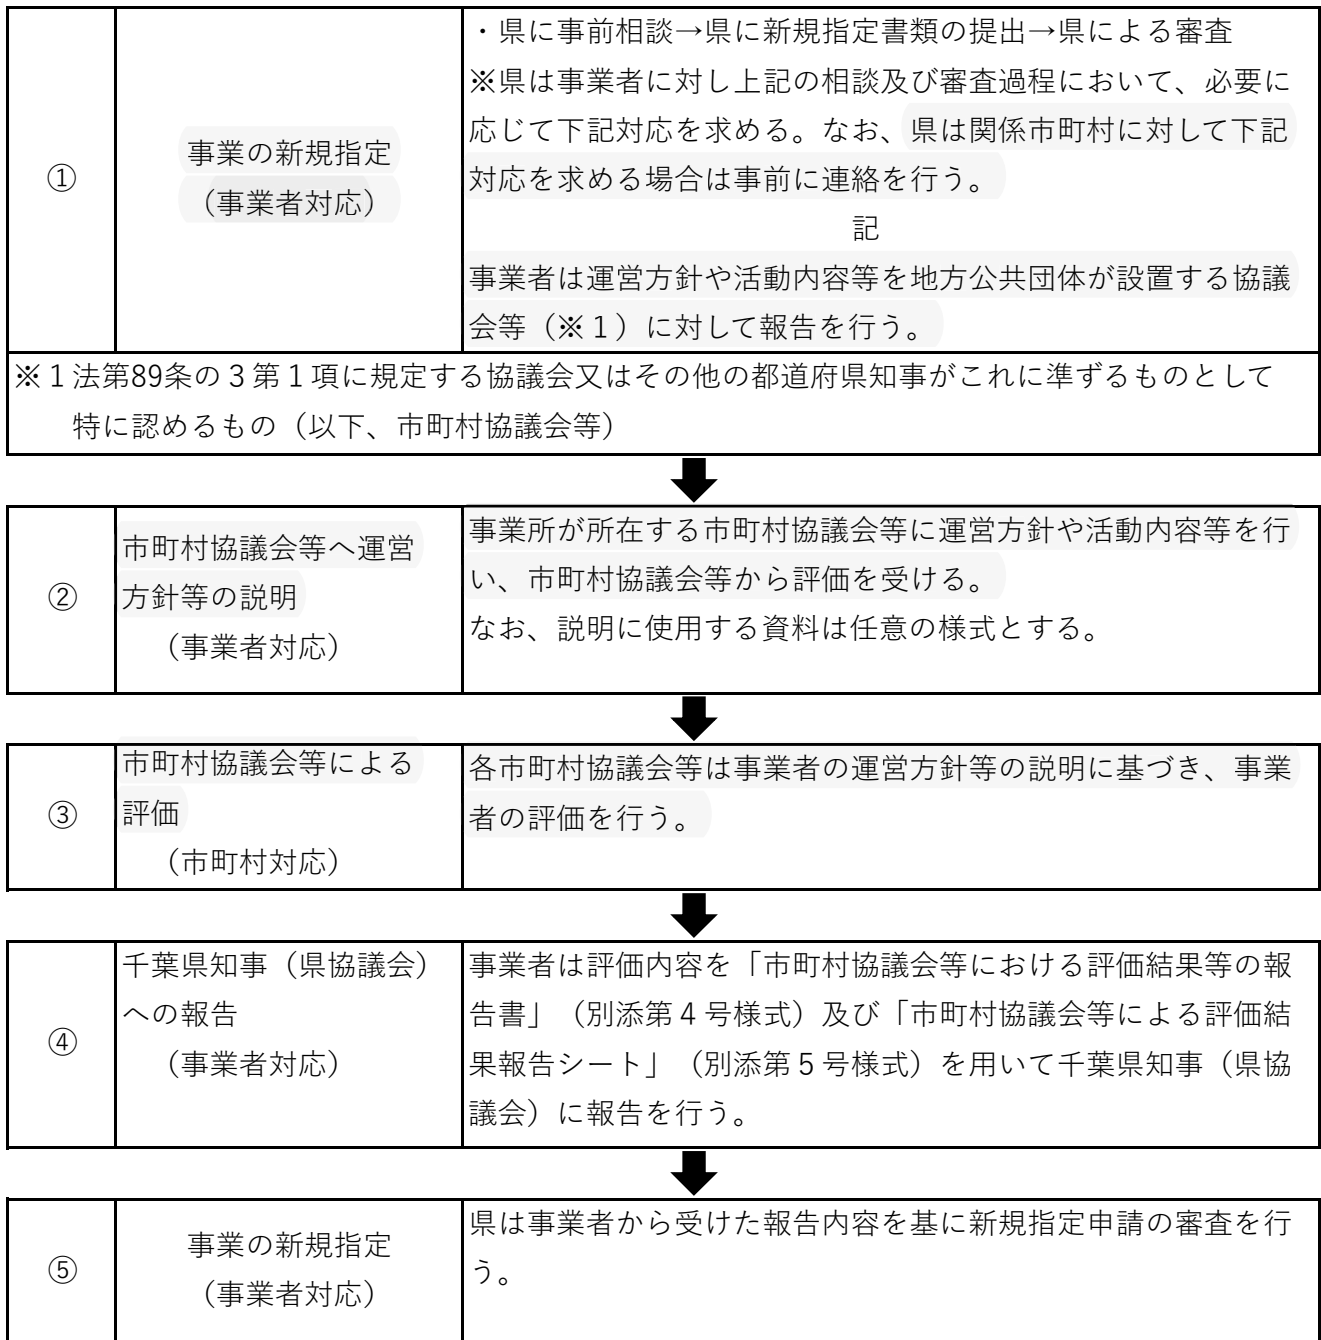 ①
事業の新規指定
（事業者対応）
・県に事前相談→県に新規指定書類の提出→県による審査
※県は事業者に対し上記の相談及び審査過程において、必要に
応じて下記対応を求める。なお、県は関係市町村に対して下記
対応を求める場合は事前に連絡を行う。
記
事業者は運営方針や活動内容等を地方公共団体が設置する協議
会等（※１）に対して報告を行う。
※１法第89条の３第１項に規定する協議会又はその他の都道府県知事がこれに準ずるものとして
特に認めるもの（以下、市町村協議会等）
②
市町村協議会等へ運営
方針等の説明
（事業者対応）
事業所が所在する市町村協議会等に運営方針や活動内容等を行
い、市町村協議会等から評価を受ける。
なお、説明に使用する資料は任意の様式とする。
③
市町村協議会等による
評価
（市町村対応）
各市町村協議会等は事業者の運営方針等の説明に基づき、事業
者の評価を行う。
④
千葉県知事（県協議会）
への報告
（事業者対応）
事業者は評価内容を「市町村協議会等における評価結果等の報
告書」（別添第４号様式）及び「市町村協議会等による評価結
果報告シート」（別添第５号様式）を用いて千葉県知事（県協
議会）に報告を行う。
⑤
事業の新規指定
（事業者対応）
県は事業者から受けた報告内容を基に新規指定申請の審査を行
う。